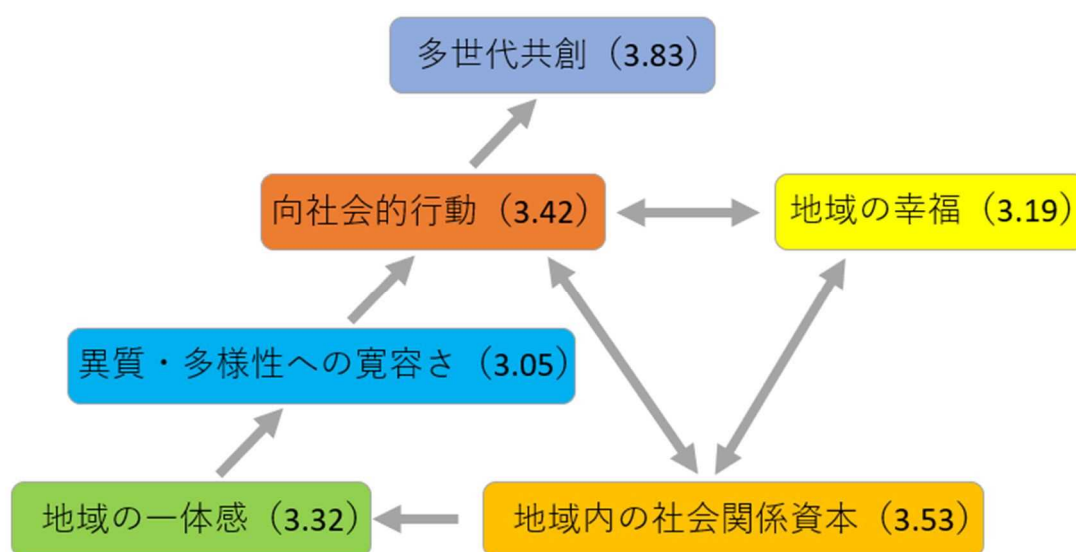 多世代共創（3.83）
向社会的行動（3.42）
地域の幸福（3.19）
異質・多様性への寛容さ（3.05）
地域の一体感（3.32）
地域内の社会関係資本（3.53）